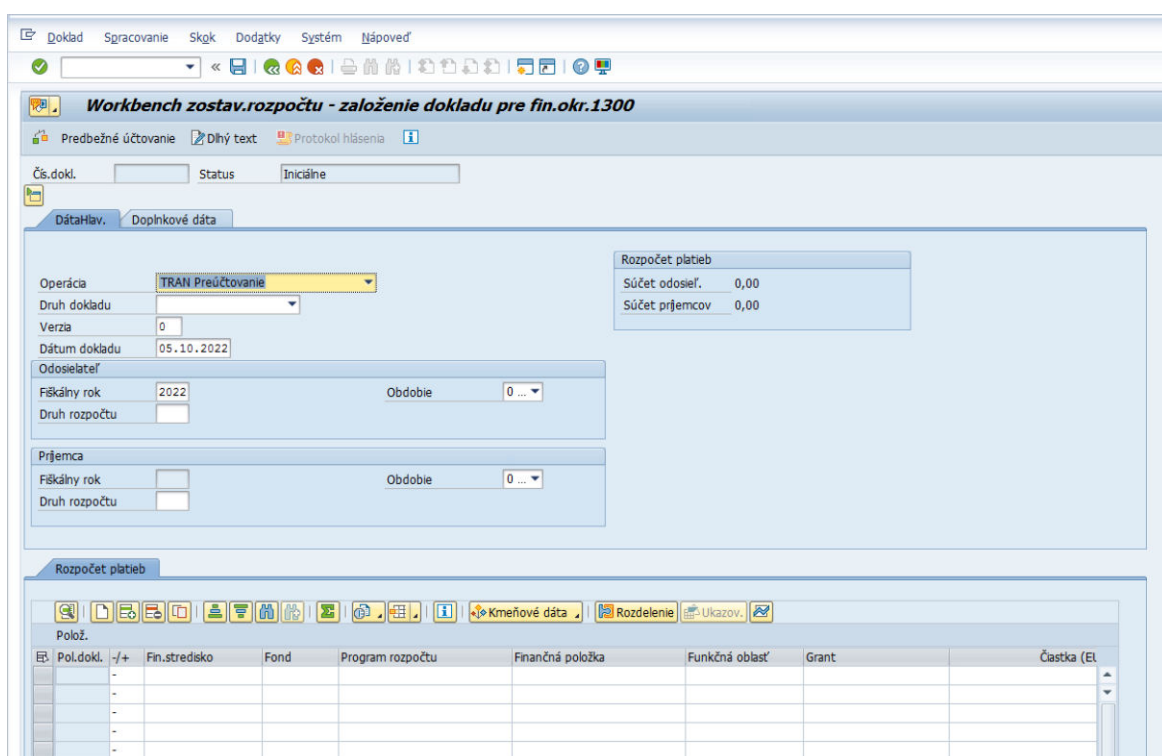 Doklad Spracovanie Skok Dodatky Systém Nápoveď
Workbench zostav.rozpočtu - založenie dokladu pre fin.okr.1300
Predbežné účtovanie Dlhý text Protokol hlásenia
Čís.dokl. Status Iniciálne
DátaHlav. Doplnkové dáta
Rozpočet platieb
Operácia TRAN Preúčtovanie Súčet odosieľ. 0,00
Druh dokladu Súčet príjemcov 0,00
Verzia 0
Dátum dokladu 05.10.2022
Odosielateľ
Fiškálny rok 2022 Obdobie 0 ...
Druh rozpočtu
Príjemca
Fiškálny rok Obdobie 0 ...
Druh rozpočtu
Rozpočet platieb
Kmeňové dáta Rozdelenie Ukazov.
Polož.
Pol.dokl. -/+ Fin.stredisko Fond Program rozpočtu Finančná položka Funkčná oblasť Grant Čiastka (EU
-
-
-
-
-